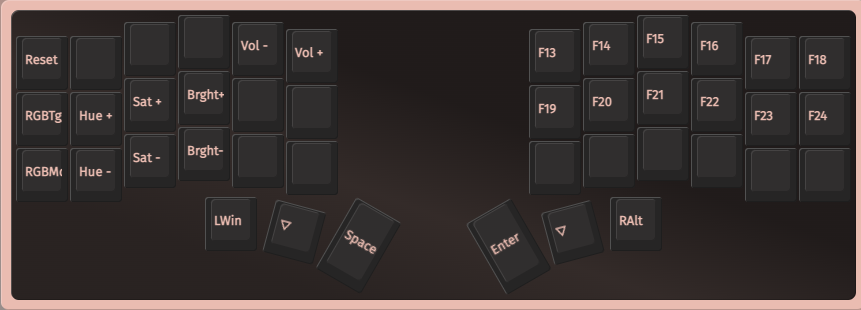 Reset
Vol -
Vol +
F13
F14
F15
F16
F17
F18
RGBTg
Hue +
Sat +
Brght+
F19
F20
F21
F22
F23
F24
RGBMo
Hue -
Sat -
Brght-
LWin
▽
Space
Enter
▽
RAlt